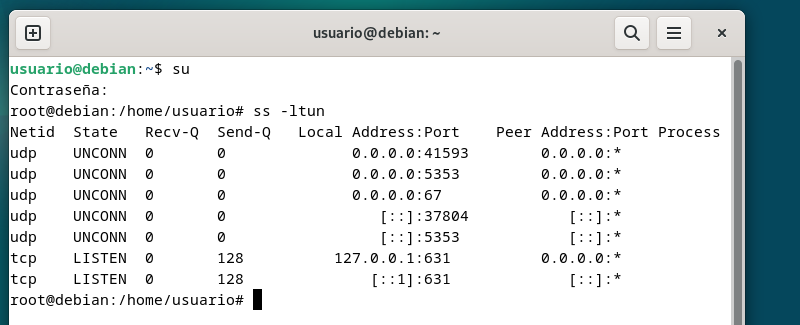 usuario@debian: ~
usuario@debian:~$ su
Contraseña:
root@debian:/home/usuario# ss -ltun
Netid  State   Recv-Q  Send-Q   Local Address:Port    Peer Address:Port Process
udp    UNCONN  0       0              0.0.0.0:41593        0.0.0.0:*
udp    UNCONN  0       0              0.0.0.0:5353         0.0.0.0:*
udp    UNCONN  0       0              0.0.0.0:67           0.0.0.0:*
udp    UNCONN  0       0                 [::]:37804           [::]:*
udp    UNCONN  0       0                 [::]:5353            [::]:*
tcp    LISTEN  0       128          127.0.0.1:631          0.0.0.0:*
tcp    LISTEN  0       128              [::1]:631             [::]:*
root@debian:/home/usuario#